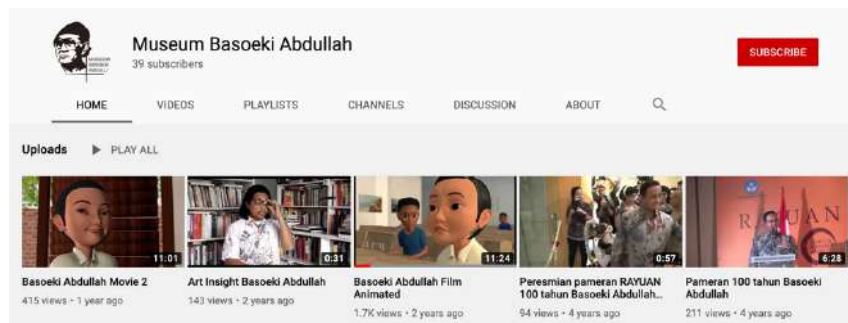 Museum Basoeki Abdullah
39 subscribers
SUBSCRIBE
HOME VIDEOS PLAYLISTS CHANNELS DISCUSSION ABOUT
Uploads PLAY ALL
11:01
0:31
11:24
0:57
RAYUAN
6:28
Basoeki Abdullah Movie 2
415 views • 1 year ago
Art Insight Basoeki Abdullah
143 views • 2 years ago
Basoeki Abdullah Film
Animated
1.7K views • 2 years ago
Peresmian pameran RAYUAN
100 tahun Basoeki Abdullah...
94 views • 4 years ago
Pameran 100 tahun Basoeki
Abdullah
211 views • 4 years ago